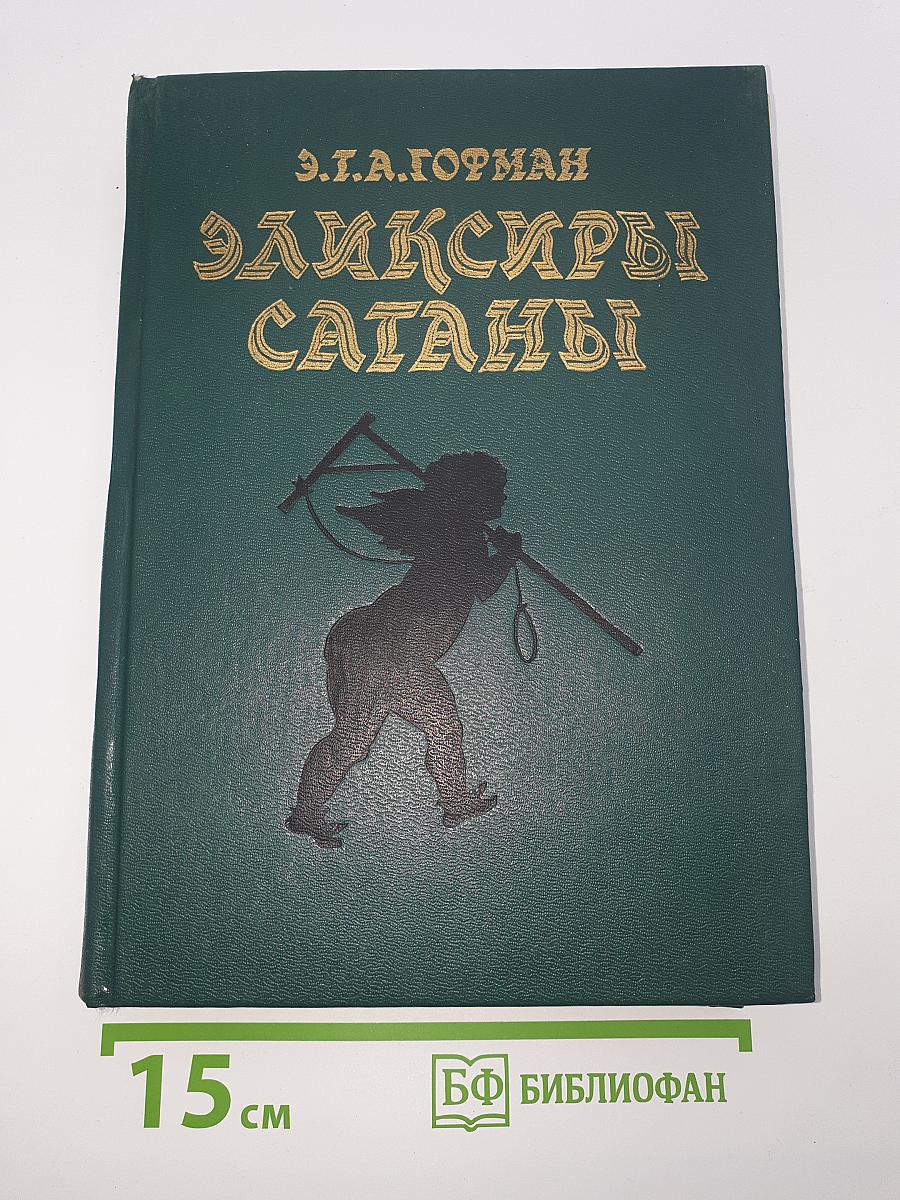 Э.Т.А.ГОФМАН
ЭЛИКСИРЫ
САТАНЫ
15 см
БФ БИБЛИОФАН